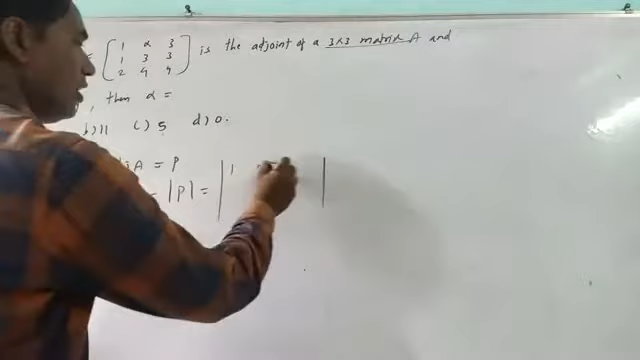 = [ 1 α 3
1 3 3
2 4 4 ] is the adjoint of a 3×3 matrix A and
, then α =
b) 11 c) 5 d) 0.
A = P
= |P| = | 1 |